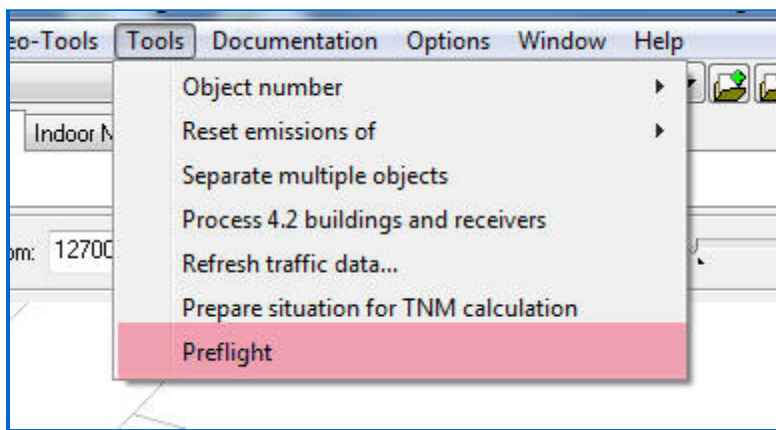 eo-Tools Tools Documentation Options Window Help
Object number
Indoor N
Reset emissions of
Separate multiple objects
Process 4.2 buildings and receivers
om: 12700
Refresh traffic data...
Prepare situation for TNM calculation
Preflight